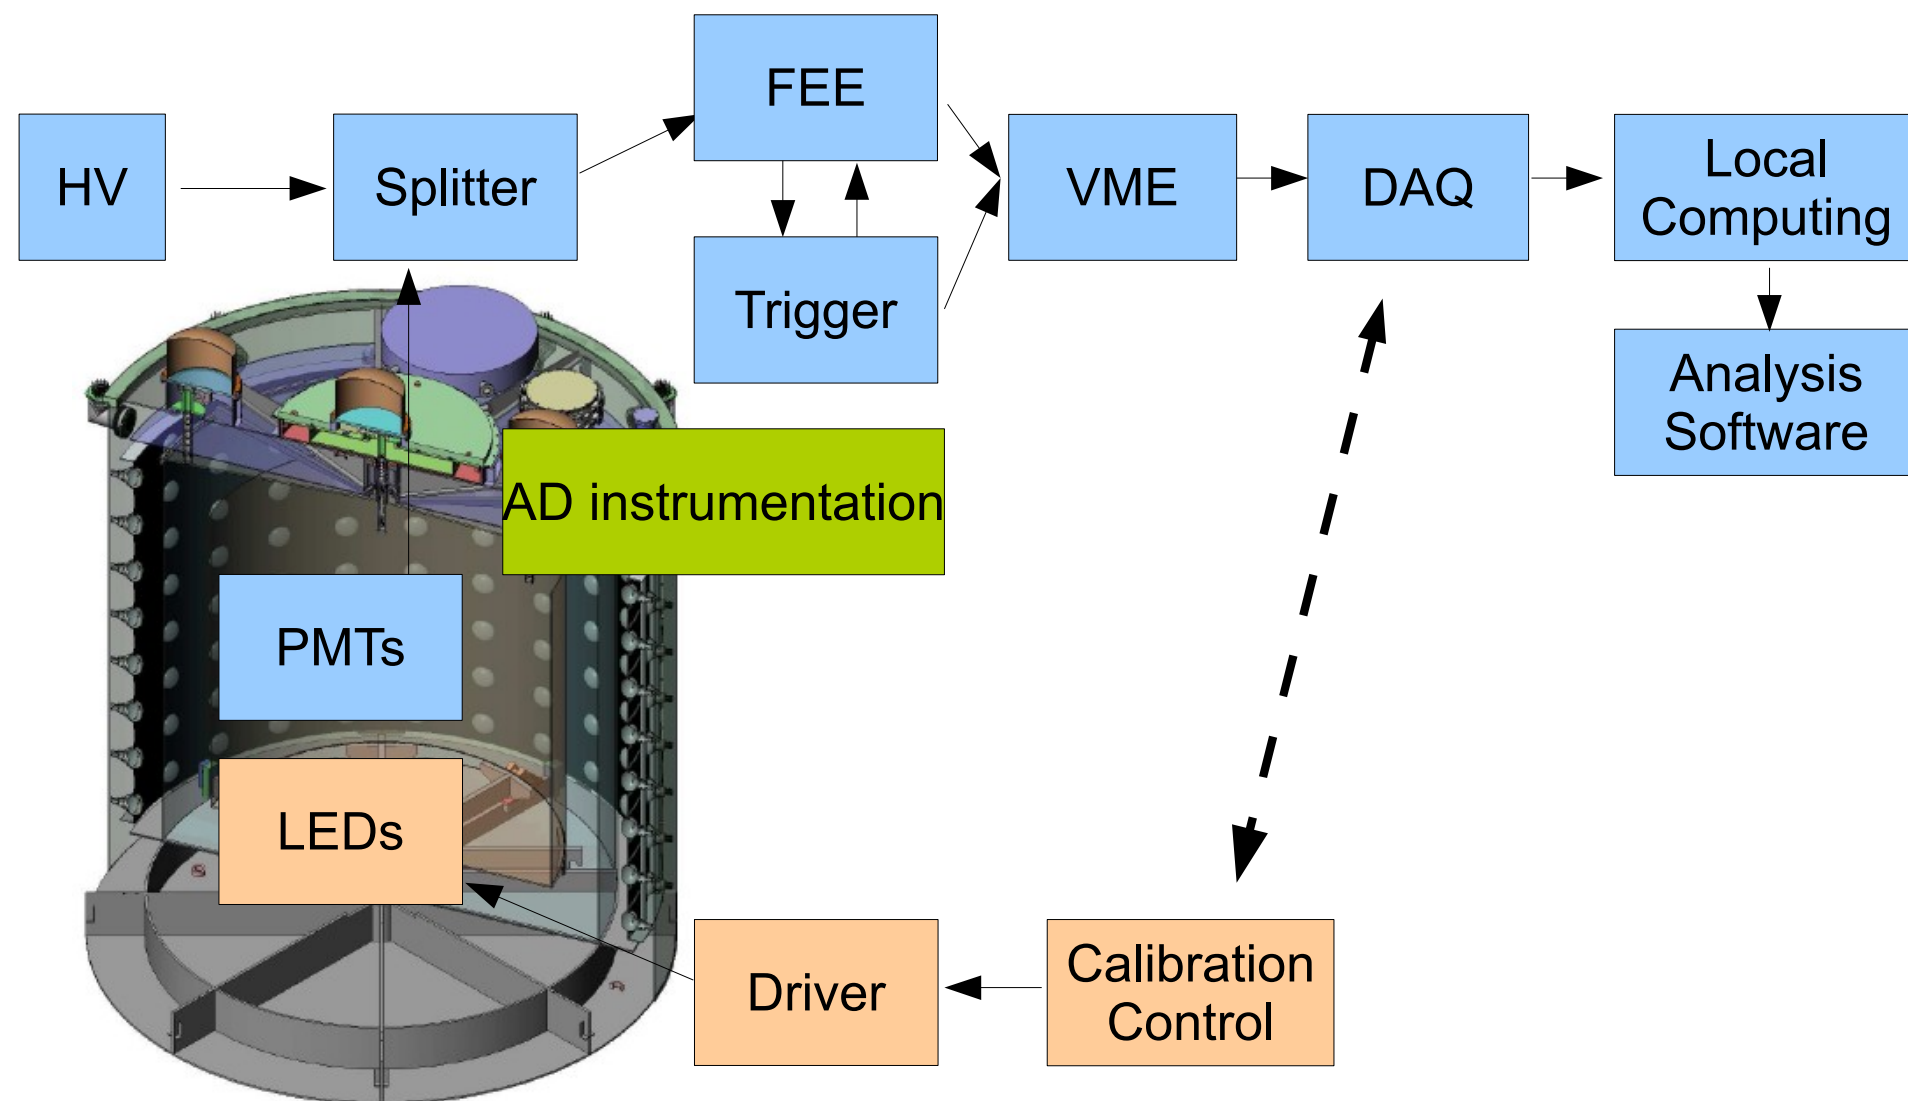 FEE
HV
Splitter
VME
DAQ
Local
Computing
Trigger
Analysis
Software
AD instrumentation
PMTs
LEDs
Driver
Calibration
Control